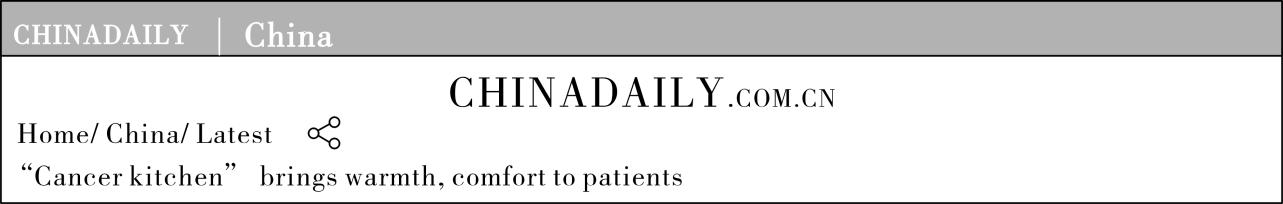 CHINADAILY | China
CHINADAILY.COM.CN
Home/ China/ Latest
“Cancer kitchen” brings warmth, comfort to patients